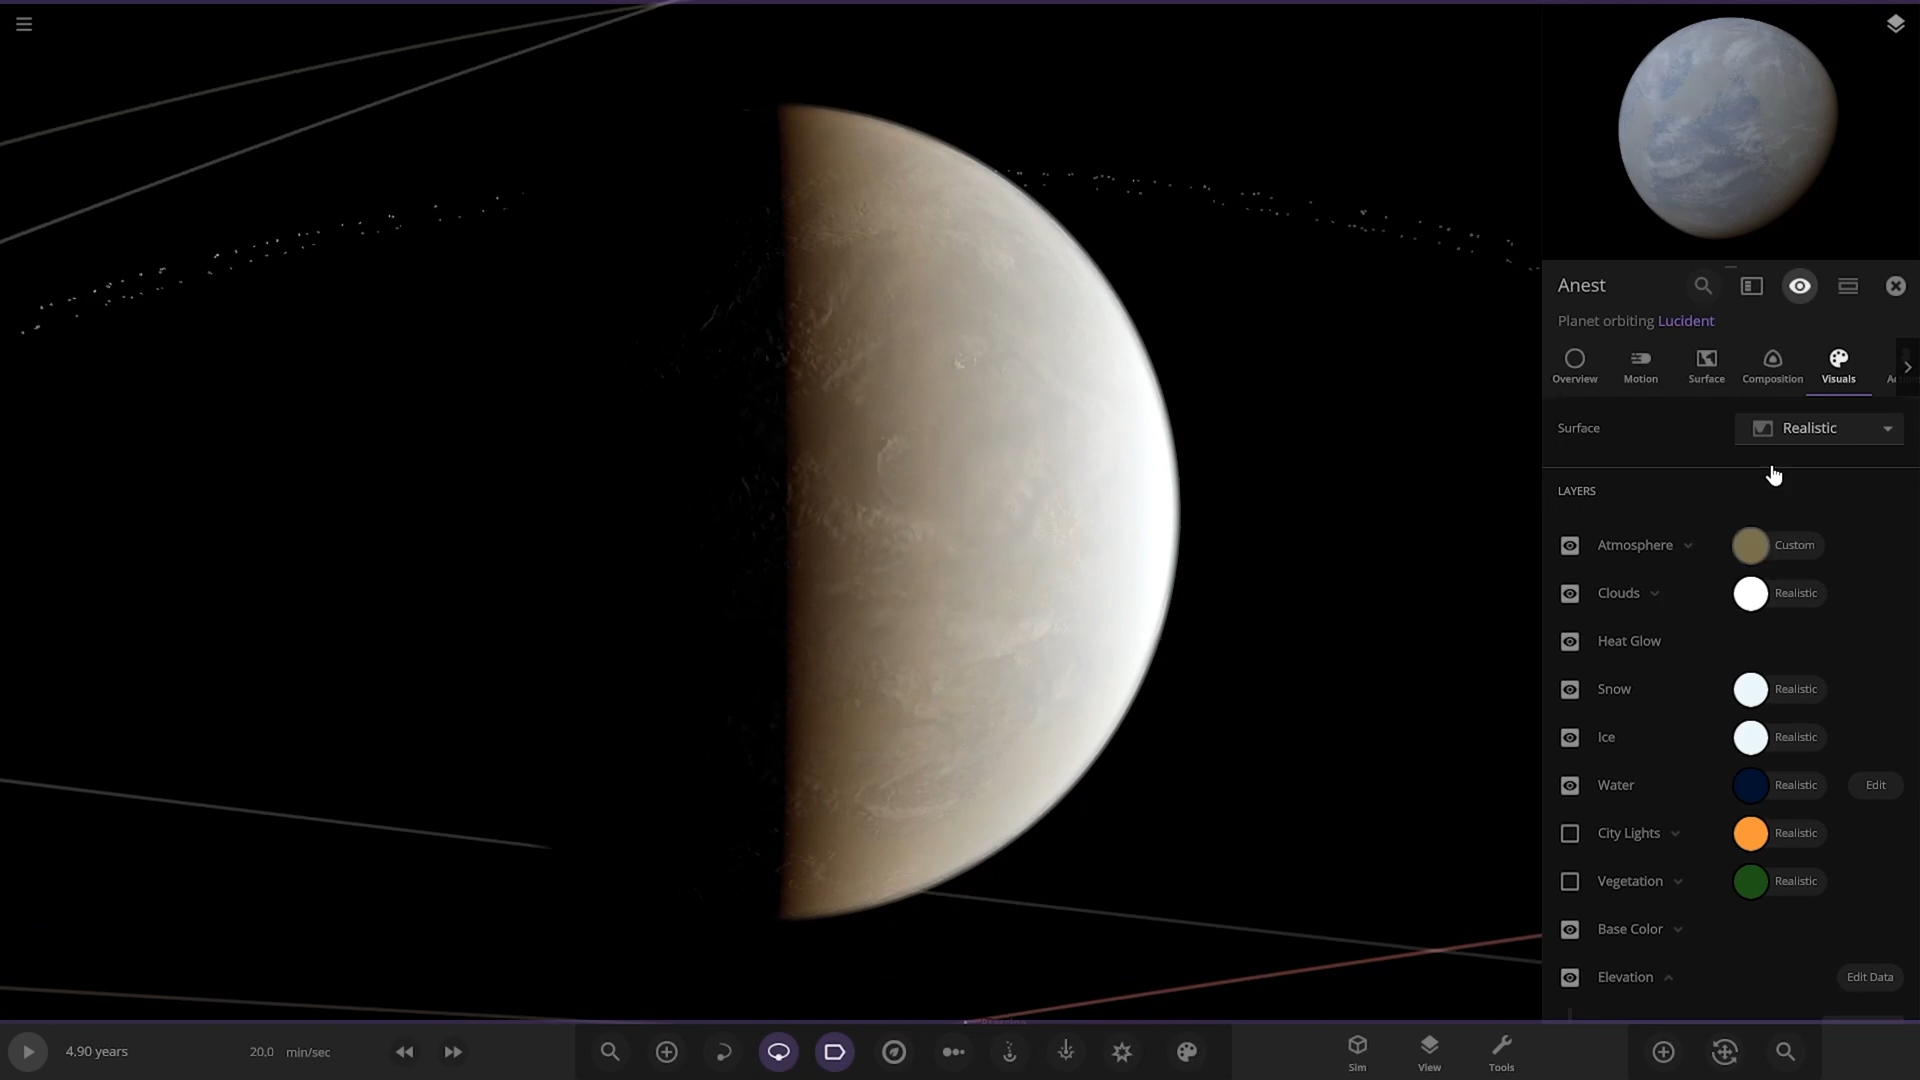 Anest
Planet orbiting Lucident
Overview
Motion
Surface
Composition
Visuals
Surface
Realistic
LAYERS
Atmosphere
Custom
Clouds
Realistic
Heat Glow
Snow
Realistic
Ice
Realistic
Water
Realistic
Edit
City Lights
Realistic
Vegetation
Realistic
Base Color
Elevation
Edit Data
4.90 years
20.0 min/sec
Sim
View
Tools